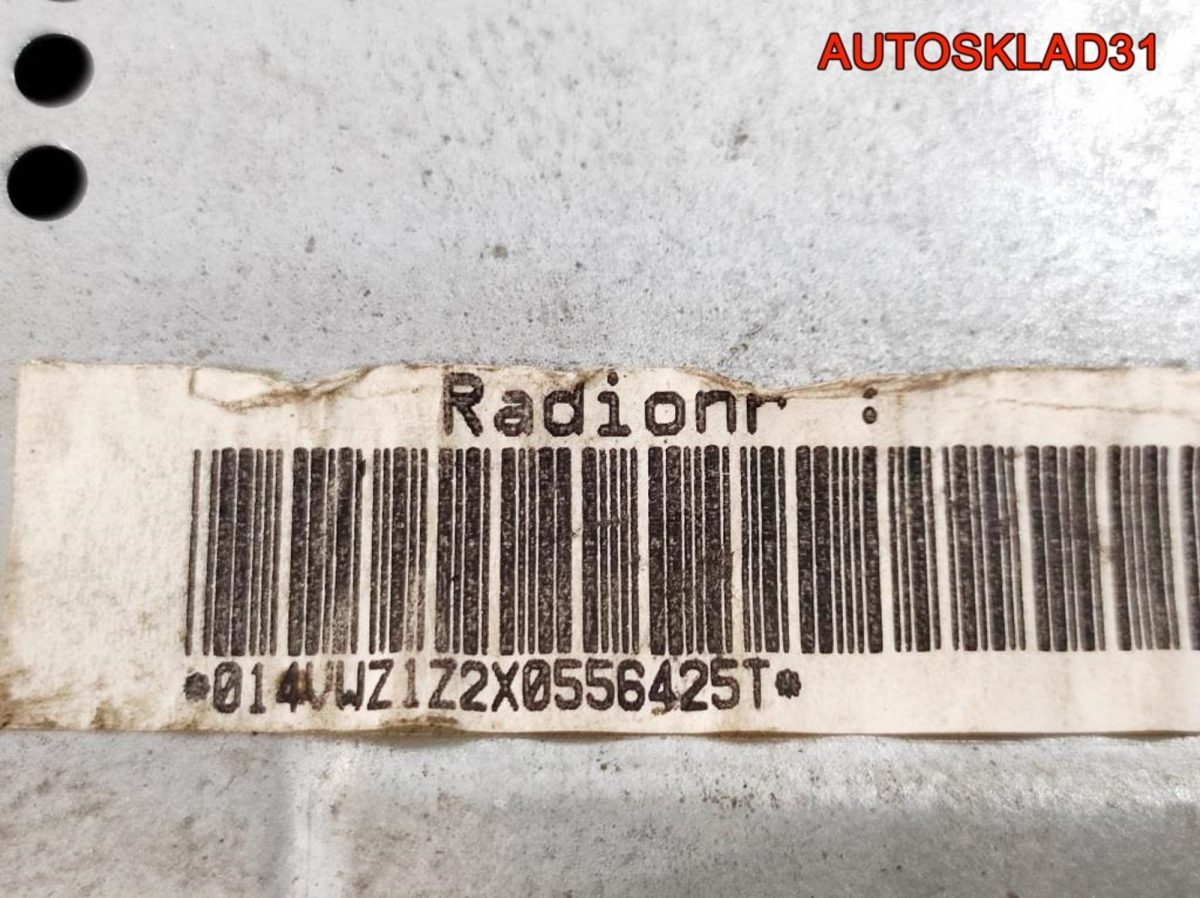 AUTOSKLAD31
Radionr :
*014VWZ1Z2X0556425T*